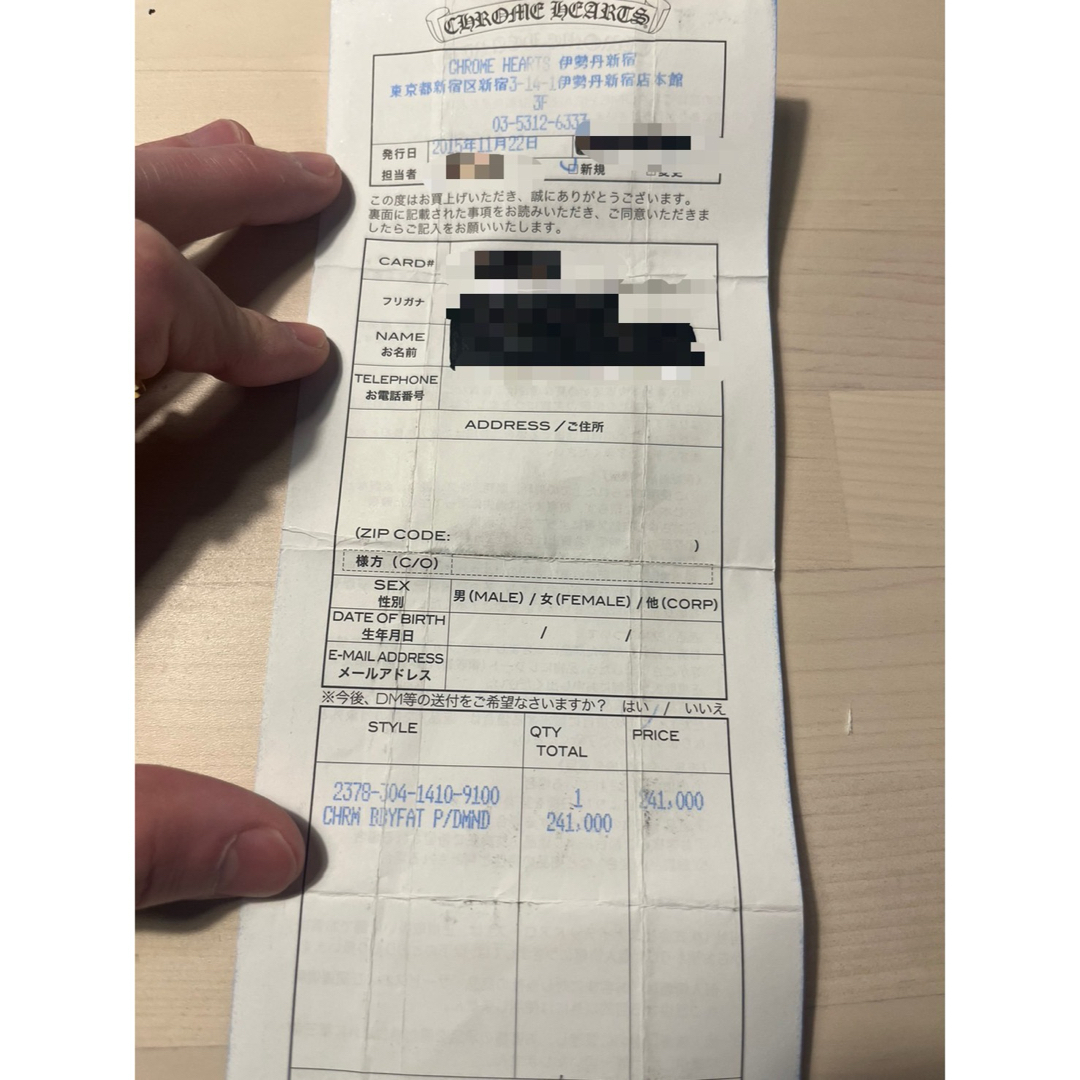 CHROME HEARTS
CHROME HEARTS 伊勢丹新宿
東京都新宿区新宿3-14-1伊勢丹新宿店本館
3F
03-5312-6337
発行日 2015年11月22日
担当者 新規 変更
この度はお買上げいただき、誠にありがとうございます。
裏面に記載された事項をお読みいただき、ご同意いただきま
したらご記入をお願いいたします。
CARD#
フリガナ
NAME
お名前
TELEPHONE
お電話番号
ADDRESS／ご住所
(ZIP CODE: )
様方 (C/O)
SEX
性別
男(MALE) / 女(FEMALE) / 他(CORP)
DATE OF BIRTH
生年月日
/ /
E-MAIL ADDRESS
メールアドレス
※今後、DM等の送付をご希望なさいますか？ はい / いいえ
STYLE QTY PRICE
TOTAL
2378-304-1410-9100 1 241,000
CHRM BBYFAT P/DMND 241,000